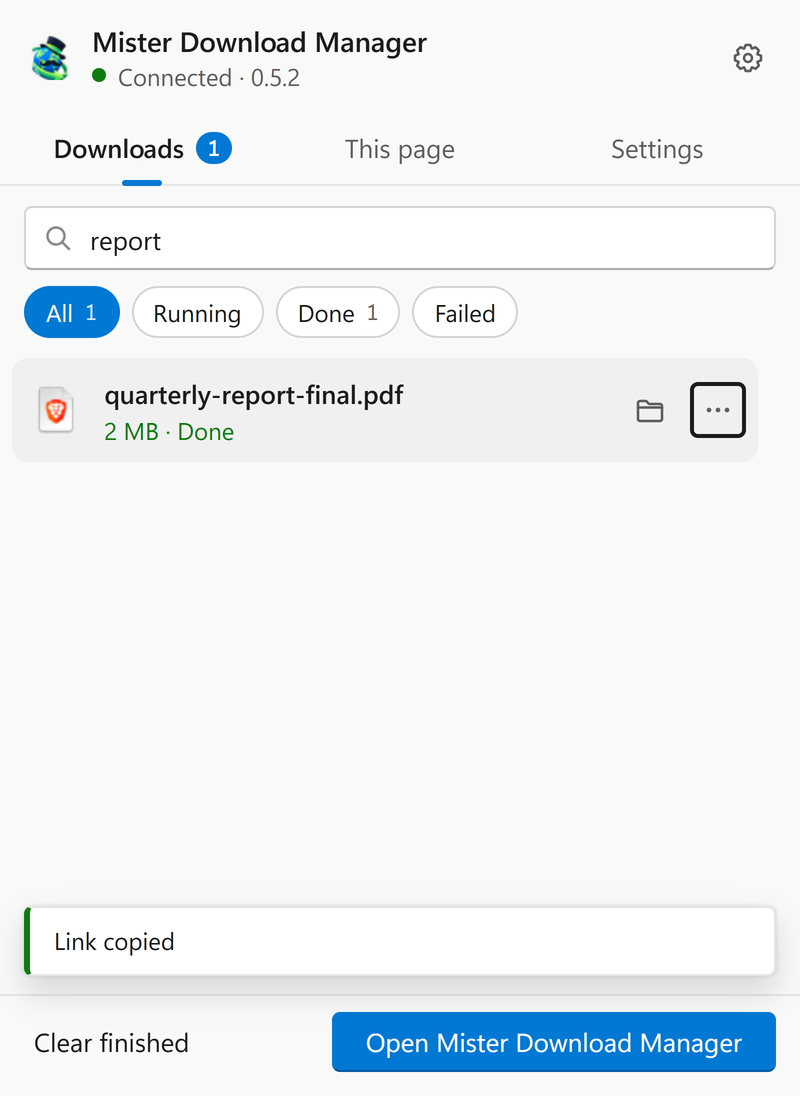 Mister Download Manager
Connected · 0.5.2
Downloads 1
This page
Settings
report
All 1
Running
Done 1
Failed
quarterly-report-final.pdf
2 MB · Done
Link copied
Clear finished
Open Mister Download Manager